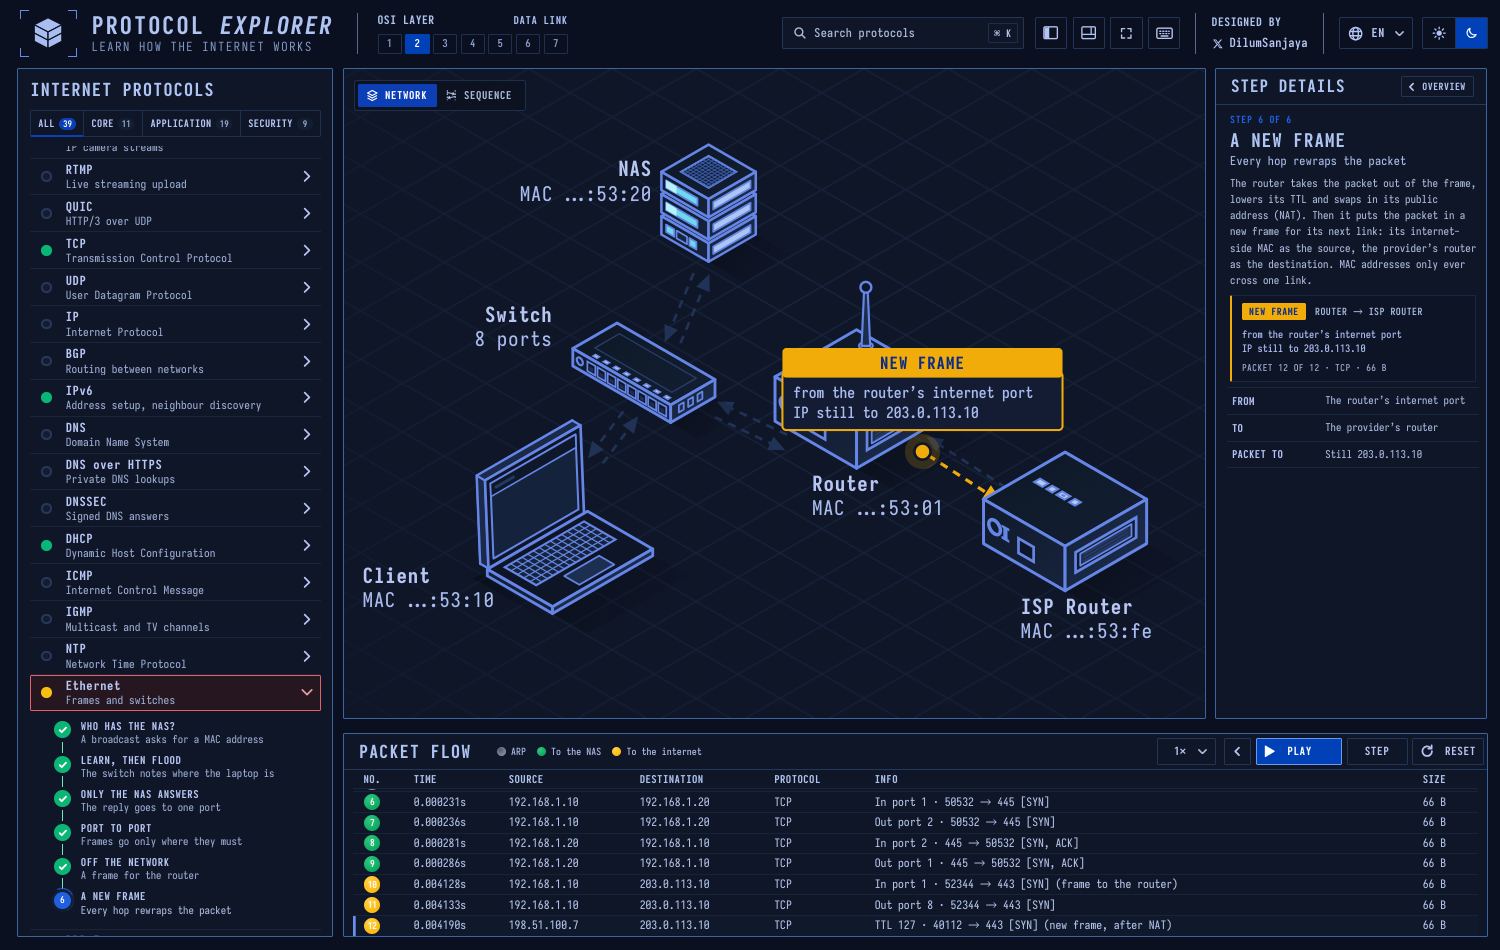 PROTOCOL EXPLORER
LEARN HOW THE INTERNET WORKS
OSI LAYER
DATA LINK
1 2 3 4 5 6 7
Search protocols
⌘ K
DESIGNED BY
DilumSanjaya
EN
INTERNET PROTOCOLS
ALL 39
CORE 11
APPLICATION 19
SECURITY 9
IP camera streams
RTMP
Live streaming upload
QUIC
HTTP/3 over UDP
TCP
Transmission Control Protocol
UDP
User Datagram Protocol
IP
Internet Protocol
BGP
Routing between networks
IPv6
Address setup, neighbour discovery
DNS
Domain Name System
DNS over HTTPS
Private DNS lookups
DNSSEC
Signed DNS answers
DHCP
Dynamic Host Configuration
ICMP
Internet Control Message
IGMP
Multicast and TV channels
NTP
Network Time Protocol
Ethernet
Frames and switches
WHO HAS THE NAS?
A broadcast asks for a MAC address
LEARN, THEN FLOOD
The switch notes where the laptop is
ONLY THE NAS ANSWERS
The reply goes to one port
PORT TO PORT
Frames go only where they must
OFF THE NETWORK
A frame for the router
6
A NEW FRAME
Every hop rewraps the packet
NETWORK
SEQUENCE
NAS
MAC ...:53:20
Switch
8 ports
NEW FRAME
from the router's internet port
IP still to 203.0.113.10
Router
MAC ...:53:01
Client
MAC ...:53:10
ISP Router
MAC ...:53:fe
STEP DETAILS
OVERVIEW
STEP 6 OF 6
A NEW FRAME
Every hop rewraps the packet
The router takes the packet out of the frame,
lowers its TTL and swaps in its public
address (NAT). Then it puts the packet in a
new frame for its next link: its internet-
side MAC as the source, the provider's router
as the destination. MAC addresses only ever
cross one link.
NEW FRAME
ROUTER → ISP ROUTER
from the router's internet port
IP still to 203.0.113.10
PACKET 12 OF 12 · TCP · 66 B
FROM The router's internet port
TO The provider's router
PACKET TO Still 203.0.113.10
PACKET FLOW
ARP
To the NAS
To the internet
1×
PLAY
STEP
RESET
NO. TIME SOURCE DESTINATION PROTOCOL INFO SIZE
6 0.000231s 192.168.1.10 192.168.1.20 TCP In port 1 · 50532 → 445 [SYN] 66 B
7 0.000236s 192.168.1.10 192.168.1.20 TCP Out port 2 · 50532 → 445 [SYN] 66 B
8 0.000281s 192.168.1.20 192.168.1.10 TCP In port 2 · 445 → 50532 [SYN, ACK] 66 B
9 0.000286s 192.168.1.20 192.168.1.10 TCP Out port 1 · 445 → 50532 [SYN, ACK] 66 B
10 0.004128s 192.168.1.10 203.0.113.10 TCP In port 1 · 52344 → 443 [SYN] (frame to the router) 66 B
11 0.004133s 192.168.1.10 203.0.113.10 TCP Out port 8 · 52344 → 443 [SYN] 66 B
12 0.004190s 198.51.100.7 203.0.113.10 TCP TTL 127 · 40112 → 443 [SYN] (new frame, after NAT) 66 B